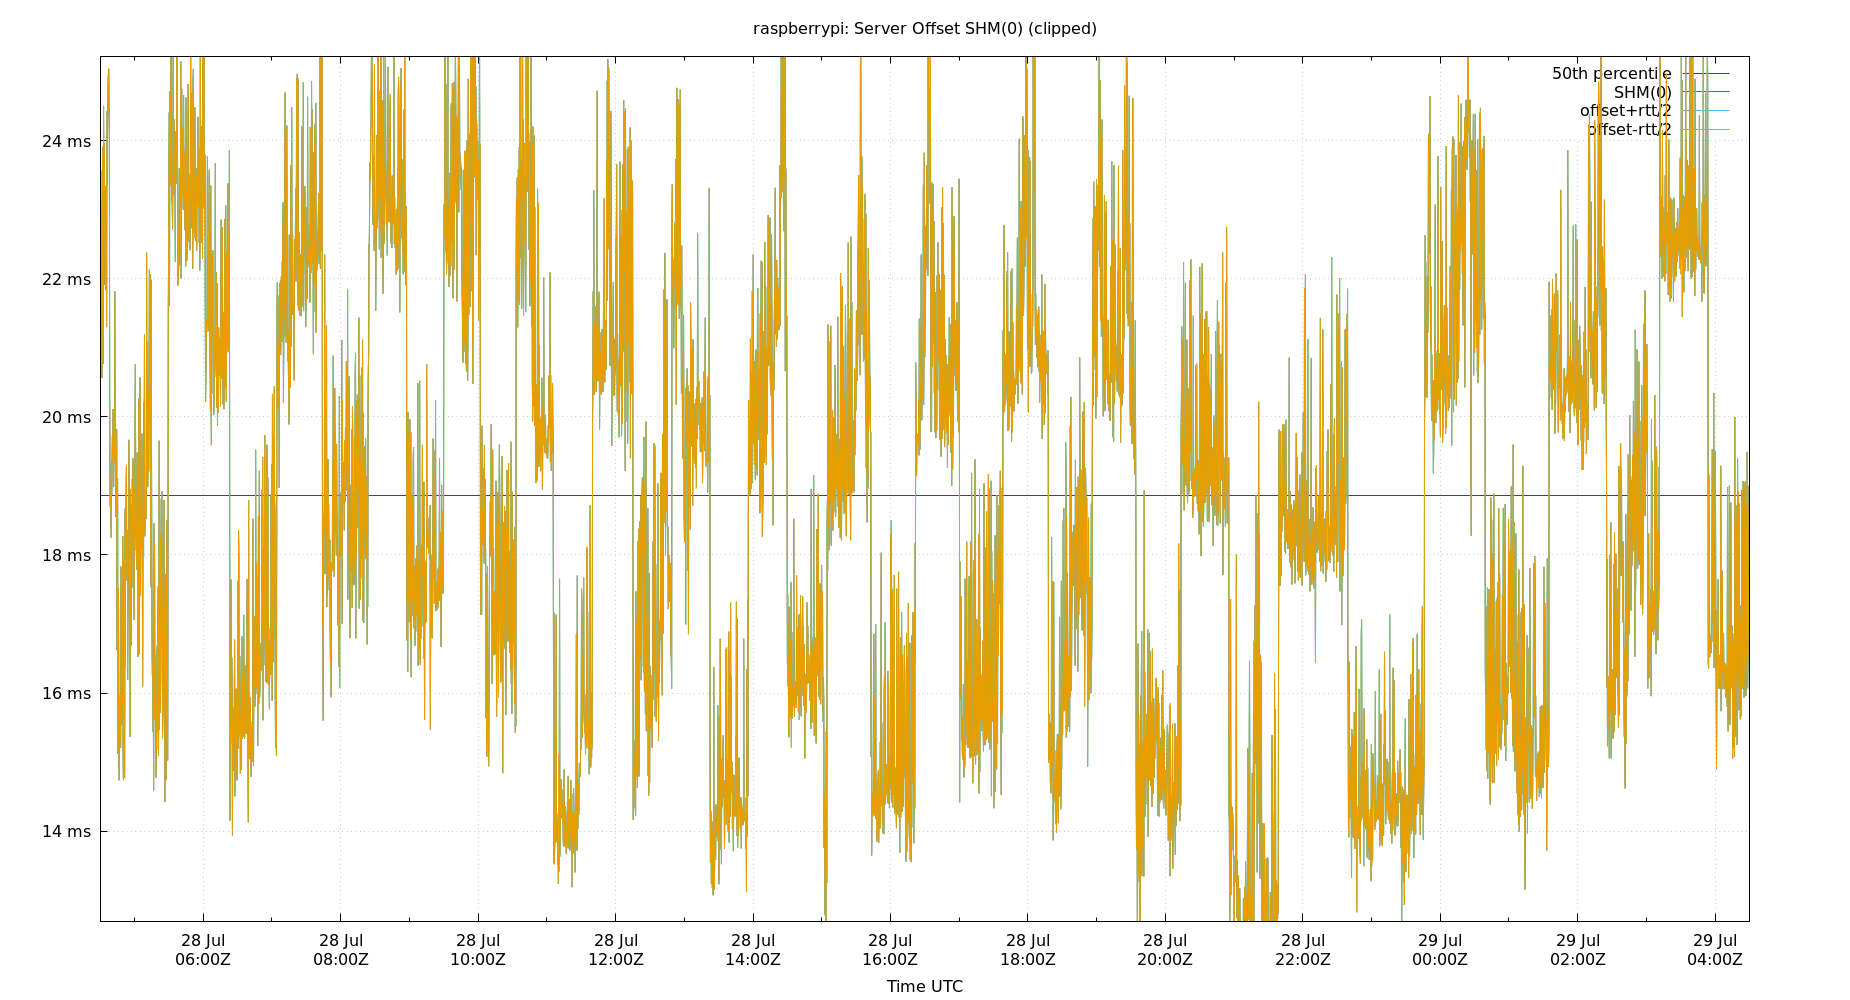 raspberrypi: Server Offset SHM(0) (clipped)
50th percentile
SHM(0)
offset+rtt/2
offset-rtt/2
24 ms
22 ms
20 ms
18 ms
16 ms
14 ms
28 Jul 28 Jul 28 Jul 28 Jul 28 Jul 28 Jul 28 Jul 28 Jul 28 Jul 29 Jul 29 Jul 29 Jul
06:00Z 08:00Z 10:00Z 12:00Z 14:00Z 16:00Z 18:00Z 20:00Z 22:00Z 00:00Z 02:00Z 04:00Z
Time UTC